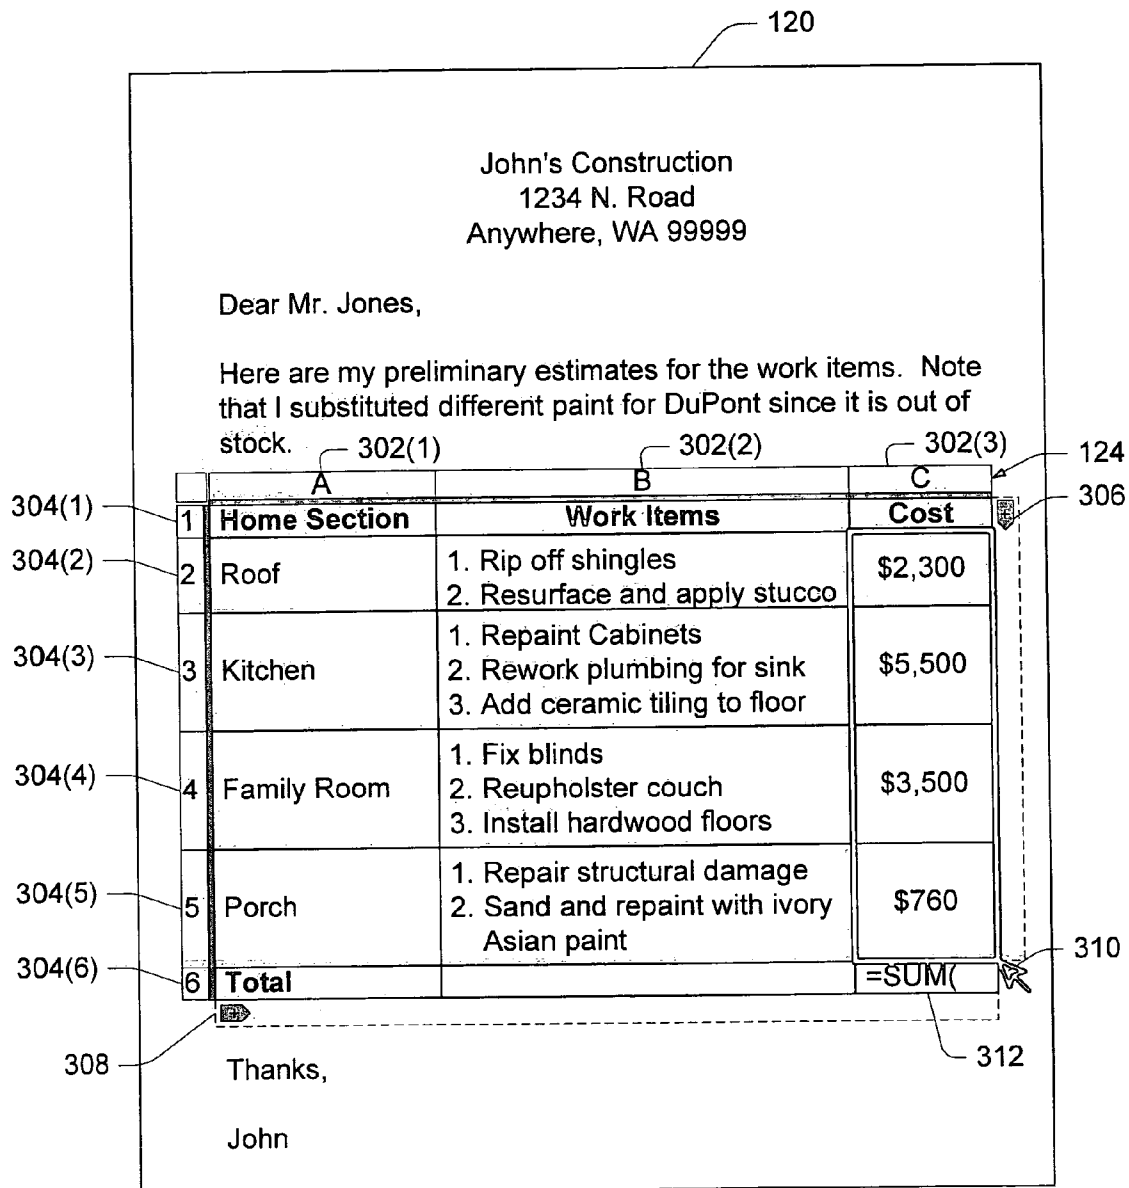 120
John's Construction
1234 N. Road
Anywhere, WA 99999
Dear Mr. Jones,
Here are my preliminary estimates for the work items. Note
that I substituted different paint for DuPont since it is out of
stock.
302(1) 302(2) 302(3)
A B C 124
304(1) 1 Home Section Work Items Cost 306
304(2) 2 Roof 1. Rip off shingles $2,300
2. Resurface and apply stucco
304(3) 3 Kitchen 1. Repaint Cabinets $5,500
2. Rework plumbing for sink
3. Add ceramic tiling to floor
304(4) 4 Family Room 1. Fix blinds $3,500
2. Reupholster couch
3. Install hardwood floors
304(5) 5 Porch 1. Repair structural damage $760
2. Sand and repaint with ivory
Asian paint
310
304(6) 6 Total =SUM(
308 312
Thanks,
John